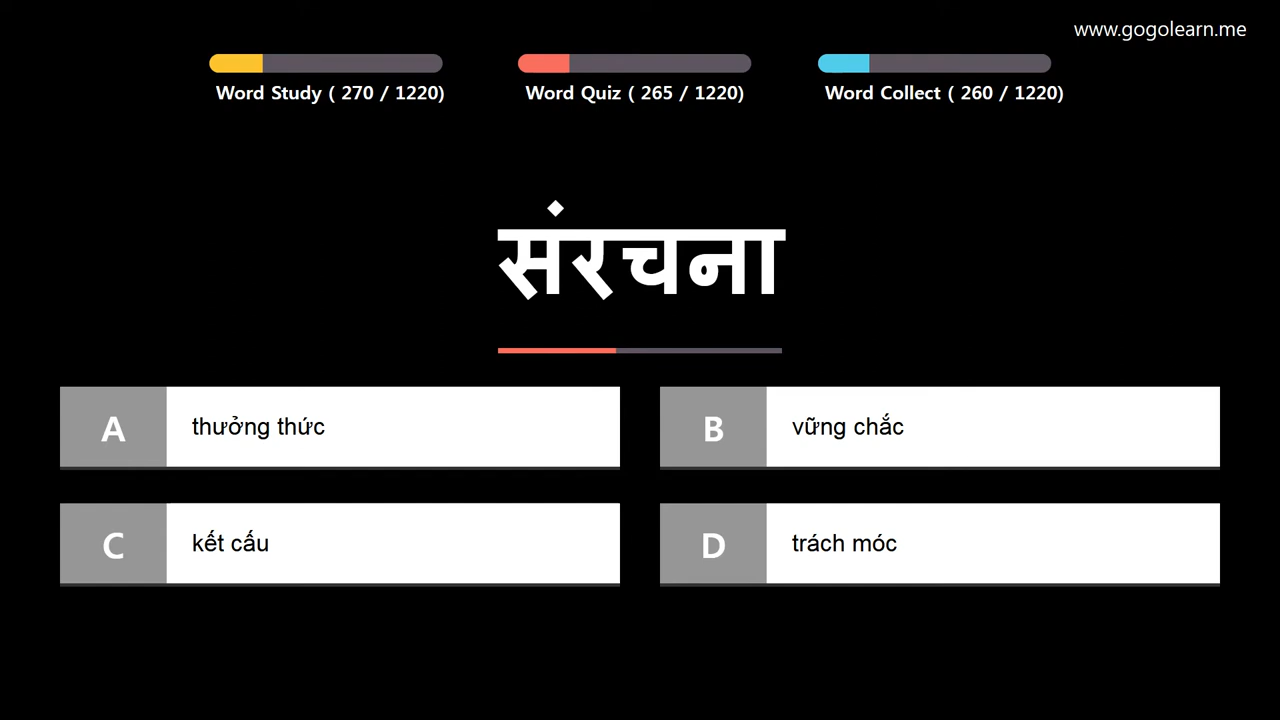 www.gogolearn.me
Word Study ( 270 / 1220)
Word Quiz ( 265 / 1220)
Word Collect ( 260 / 1220)
संरचना
A thưởng thức
B vững chắc
C kết cấu
D trách móc